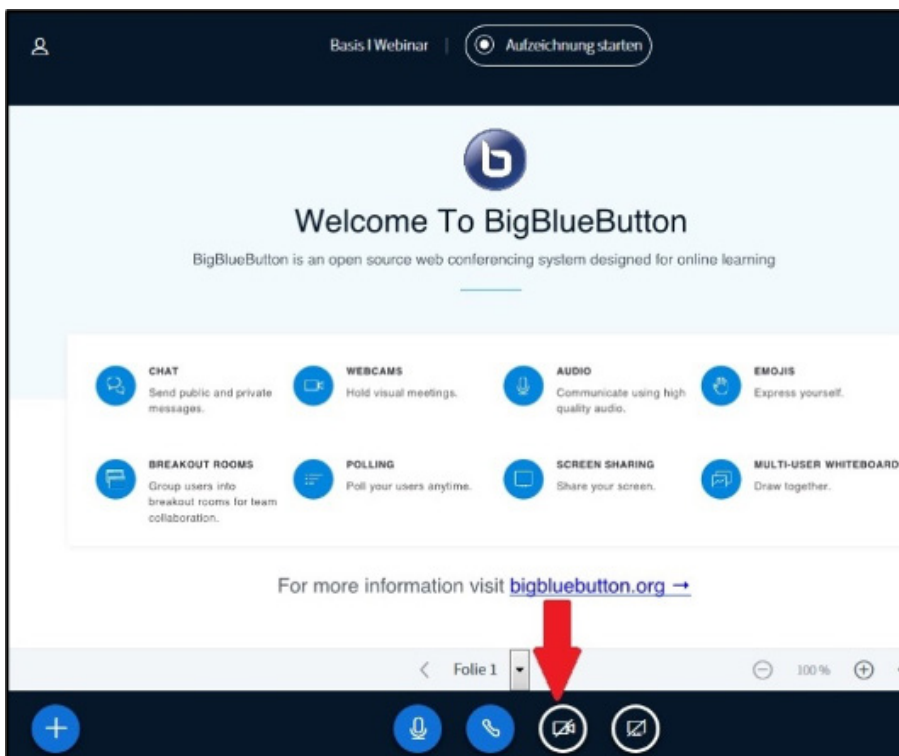 Basis I Webinar | Aufzeichnung starten
Welcome To BigBlueButton
BigBlueButton is an open source web conferencing system designed for online learning
CHAT
Send public and private
messages.
WEBCAMS
Hold visual meetings.
AUDIO
Communicate using high
quality audio.
EMOJIS
Express yourself.
BREAKOUT ROOMS
Group users into
breakout rooms for team
collaboration.
POLLING
Poll your users anytime.
SCREEN SHARING
Share your screen.
MULTI-USER WHITEBOARD
Draw together.
For more information visit bigbluebutton.org →
Folie 1
100 %